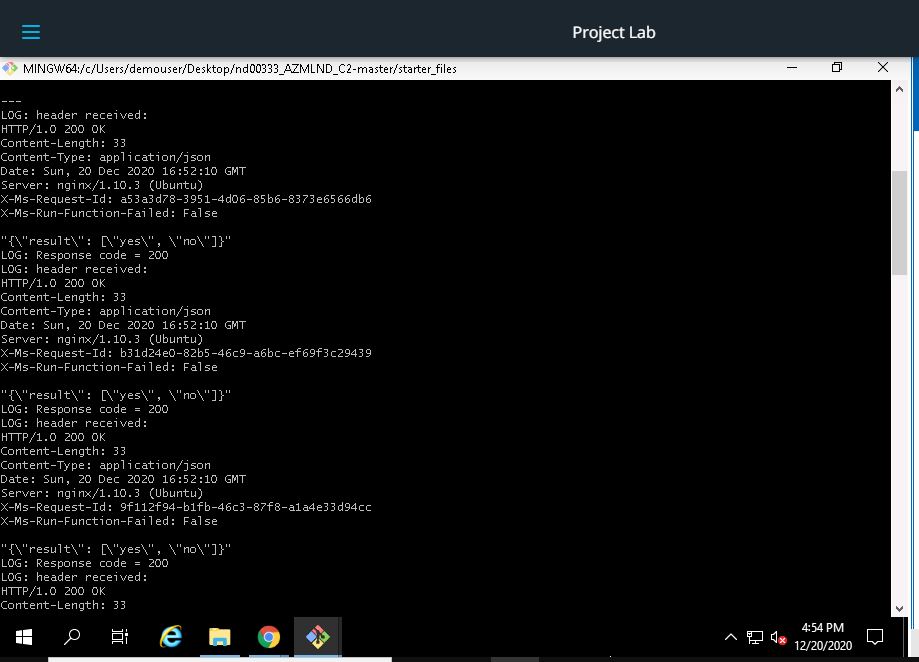 Project Lab
MINGW64:/c/Users/demouser/Desktop/nd00333_AZMLND_C2-master/starter_files
---
LOG: header received:
HTTP/1.0 200 OK
Content-Length: 33
Content-Type: application/json
Date: Sun, 20 Dec 2020 16:52:10 GMT
Server: nginx/1.10.3 (Ubuntu)
X-Ms-Request-Id: a53a3d78-3951-4d06-85b6-8373e6566db6
X-Ms-Run-Function-Failed: False
"{\"result\": [\"yes\", \"no\"]}"
LOG: Response code = 200
LOG: header received:
HTTP/1.0 200 OK
Content-Length: 33
Content-Type: application/json
Date: Sun, 20 Dec 2020 16:52:10 GMT
Server: nginx/1.10.3 (Ubuntu)
X-Ms-Request-Id: b31d24e0-82b5-46c9-a6bc-ef69f3c29439
X-Ms-Run-Function-Failed: False
"{\"result\": [\"yes\", \"no\"]}"
LOG: Response code = 200
LOG: header received:
HTTP/1.0 200 OK
Content-Length: 33
Content-Type: application/json
Date: Sun, 20 Dec 2020 16:52:10 GMT
Server: nginx/1.10.3 (Ubuntu)
X-Ms-Request-Id: 9f112f94-b1fb-46c3-87f8-a1a4e33d94cc
X-Ms-Run-Function-Failed: False
"{\"result\": [\"yes\", \"no\"]}"
LOG: Response code = 200
LOG: header received:
HTTP/1.0 200 OK
Content-Length: 33
4:54 PM
12/20/2020